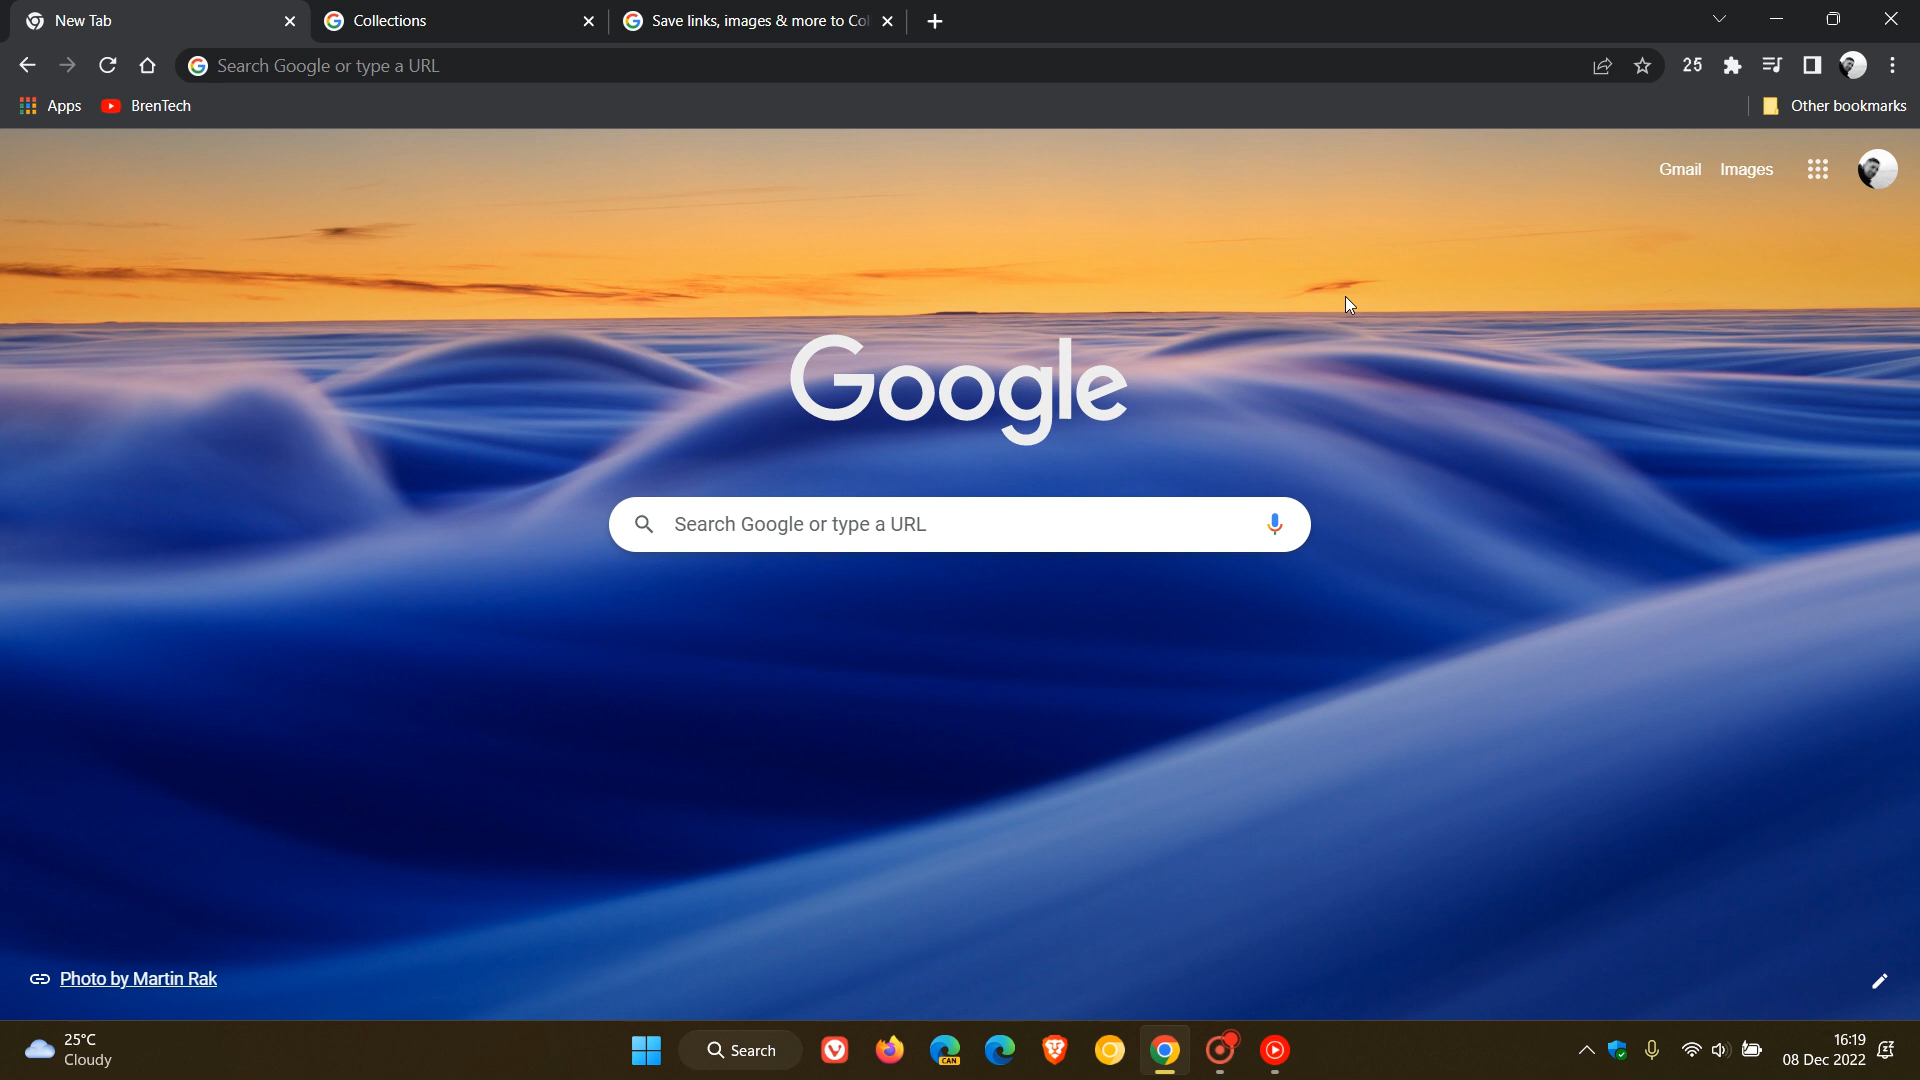 New Tab
Collections
Save links, images & more to Col
Search Google or type a URL
25
Apps
BrenTech
Other bookmarks
Gmail
Images
Google
Search Google or type a URL
Photo by Martin Rak
25°C
Cloudy
Search
CAN
16:19
08 Dec 2022